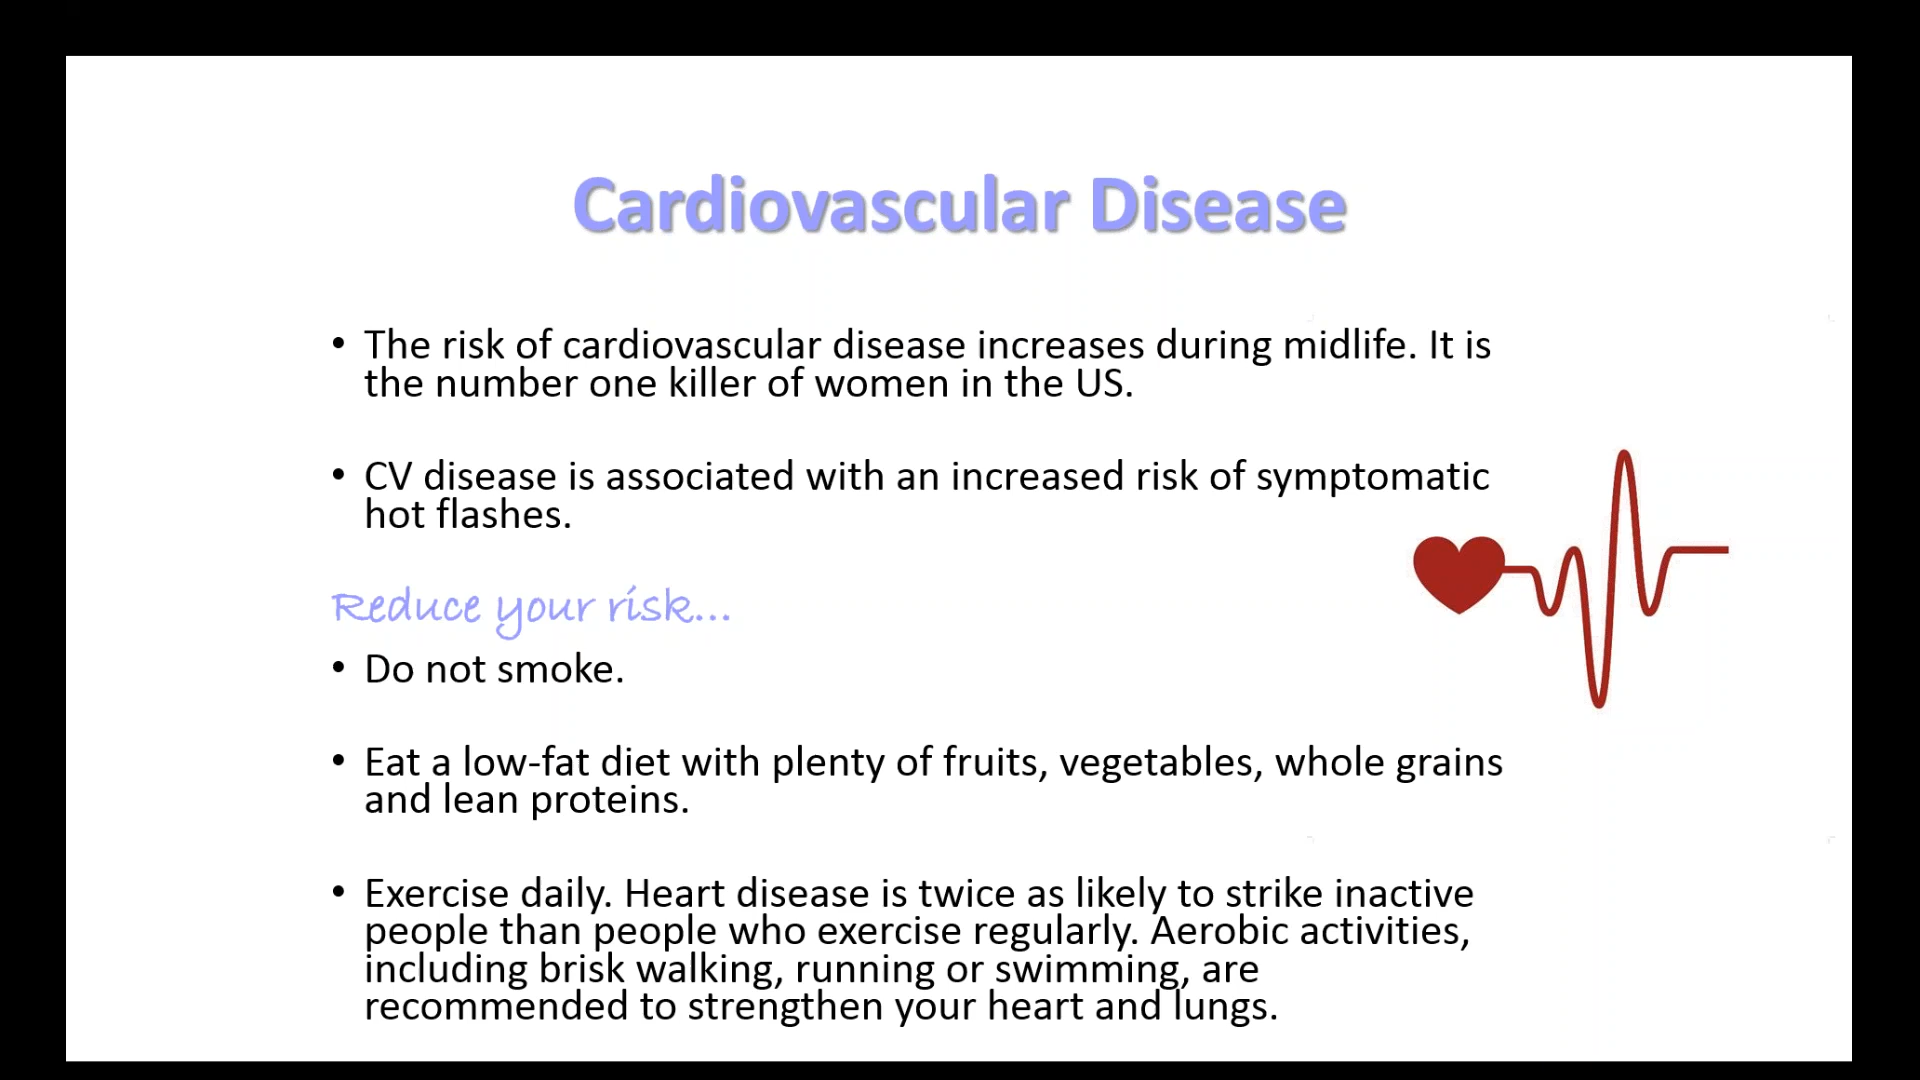 Cardiovascular Disease
• The risk of cardiovascular disease increases during midlife. It is
the number one killer of women in the US.
• CV disease is associated with an increased risk of symptomatic
hot flashes.
Reduce your risk...
• Do not smoke.
• Eat a low-fat diet with plenty of fruits, vegetables, whole grains
and lean proteins.
• Exercise daily. Heart disease is twice as likely to strike inactive
people than people who exercise regularly. Aerobic activities,
including brisk walking, running or swimming, are
recommended to strengthen your heart and lungs.